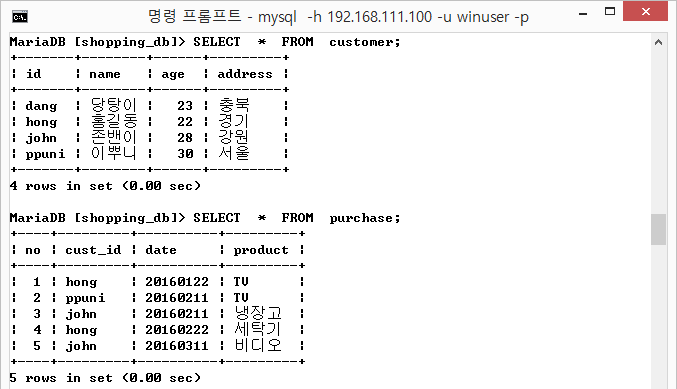 명령 프롬프트 - mysql  -h 192.168.111.100 -u winuser -p
MariaDB [shopping_db]> SELECT  *  FROM  customer;
+-------+--------+------+---------+
| id    | name   | age  | address |
+-------+--------+------+---------+
| dang  | 당탕이 |   23 | 충북    |
| hong  | 홍길동 |   22 | 경기    |
| john  | 존밴이 |   28 | 강원    |
| ppuni | 이뿌니 |   30 | 서울    |
+-------+--------+------+---------+
4 rows in set (0.00 sec)
MariaDB [shopping_db]> SELECT  *  FROM  purchase;
+----+---------+----------+---------+
| no | cust_id | date     | product |
+----+---------+----------+---------+
|  1 | hong    | 20160122 | TV      |
|  2 | ppuni   | 20160211 | TV      |
|  3 | john    | 20160211 | 냉장고  |
|  4 | hong    | 20160222 | 세탁기  |
|  5 | john    | 20160311 | 비디오  |
+----+---------+----------+---------+
5 rows in set (0.00 sec)